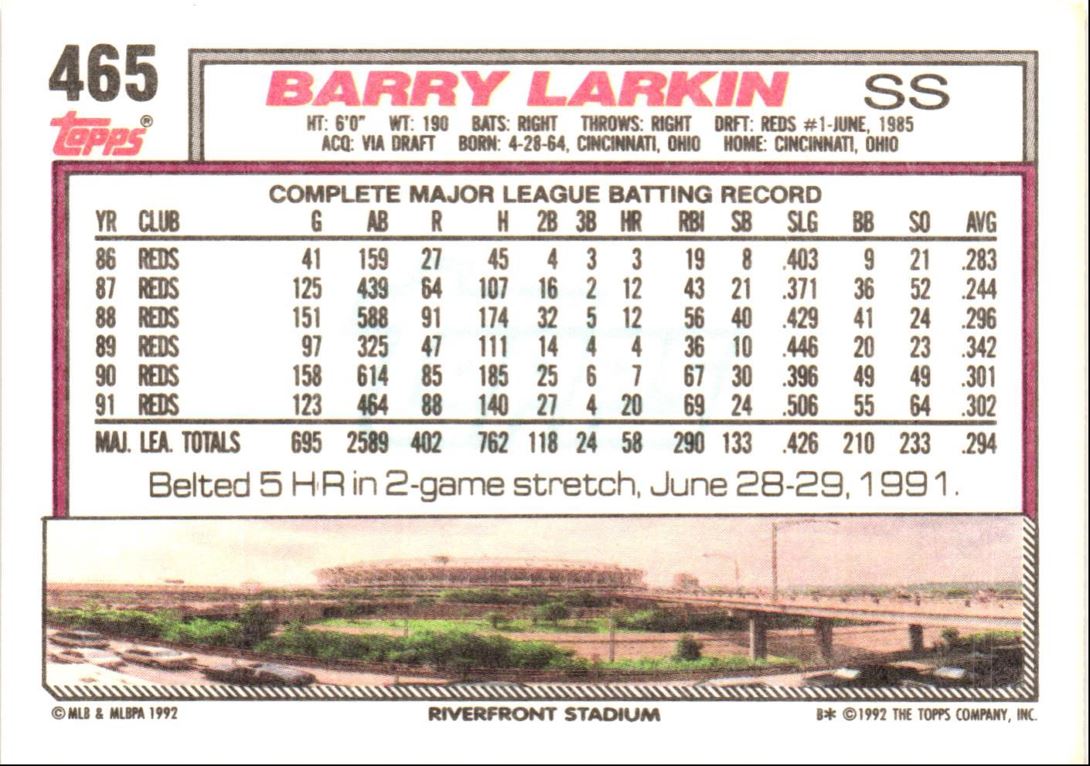 465
topps®
BARRY LARKIN SS
HT: 6'0" WT: 190 BATS: RIGHT THROWS: RIGHT DRFT: REDS #1-JUNE, 1985
ACQ: VIA DRAFT BORN: 4-28-64, CINCINNATI, OHIO HOME: CINCINNATI, OHIO
COMPLETE MAJOR LEAGUE BATTING RECORD
YR CLUB G AB R H 2B 3B HR RBI SB SLG BB SO AVG
86 REDS 41 159 27 45 4 3 3 19 8 .403 9 21 .283
87 REDS 125 439 64 107 16 2 12 43 21 .371 36 52 .244
88 REDS 151 588 91 174 32 5 12 56 40 .429 41 24 .296
89 REDS 97 325 47 111 14 4 4 36 10 .446 20 23 .342
90 REDS 158 614 85 185 25 6 7 67 30 .396 49 49 .301
91 REDS 123 464 88 140 27 4 20 69 24 .506 55 64 .302
MAJ. LEA. TOTALS 695 2589 402 762 118 24 58 290 133 .426 210 233 .294
Belted 5 HR in 2-game stretch, June 28-29, 1991.
© MLB & MLBPA 1992 RIVERFRONT STADIUM B* ©1992 THE TOPPS COMPANY, INC.